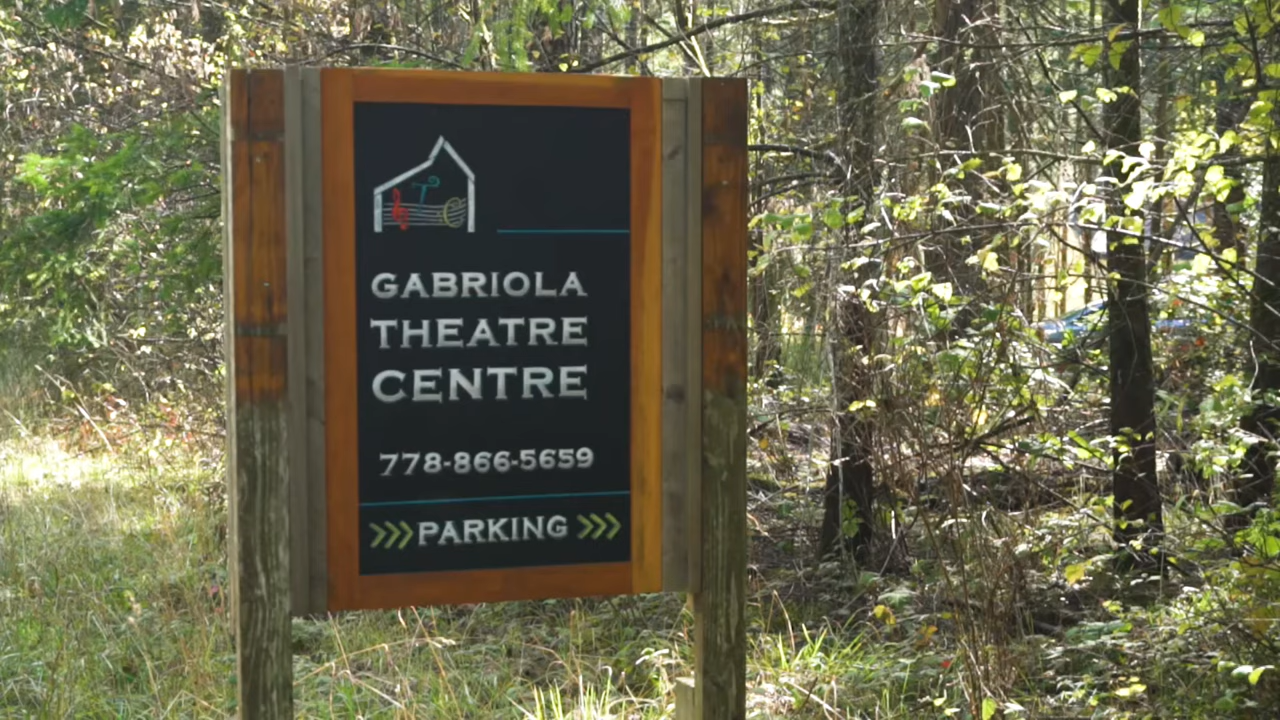 GABRIOLA
THEATRE
CENTRE
778-866-5659
>>> PARKING >>>